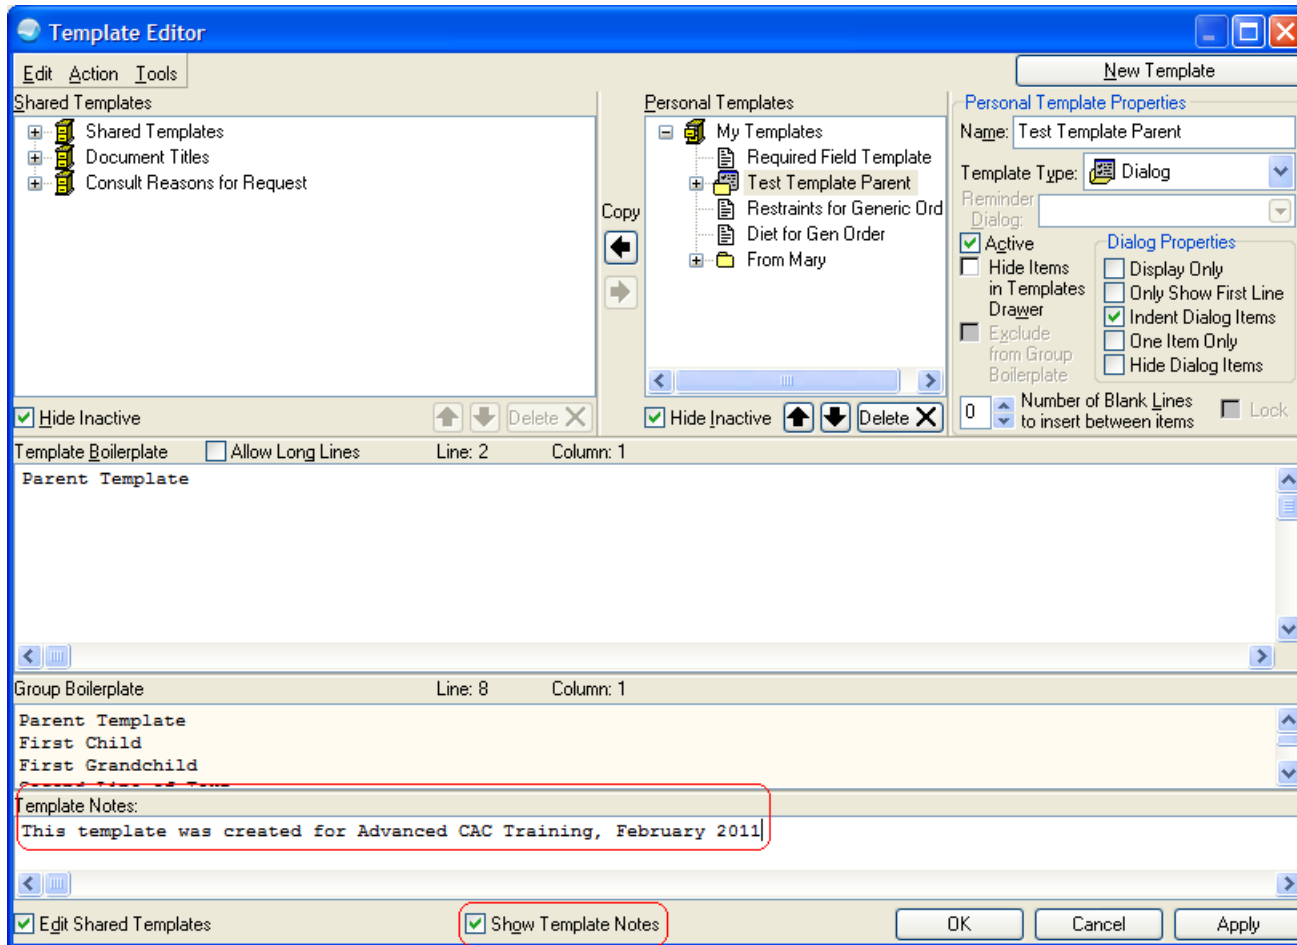 Template Editor
Edit Action Tools
New Template
Shared Templates
Shared Templates
Document Titles
Consult Reasons for Request
Hide Inactive
Delete
Copy
Personal Templates
My Templates
Required Field Template
Test Template Parent
Restraints for Generic Ord
Diet for Gen Order
From Mary
Hide Inactive
Delete
Personal Template Properties
Name: Test Template Parent
Template Type: Dialog
Reminder
Dialog:
Active
Hide Items
in Templates
Drawer
Exclude
from Group
Boilerplate
Dialog Properties
Display Only
Only Show First Line
Indent Dialog Items
One Item Only
Hide Dialog Items
0 Number of Blank Lines
to insert between items
Lock
Template Boilerplate Allow Long Lines Line: 2 Column: 1
Parent Template
Group Boilerplate Line: 8 Column: 1
Parent Template
First Child
First Grandchild
Template Notes:
This template was created for Advanced CAC Training, February 2011
Edit Shared Templates
Show Template Notes
OK Cancel Apply